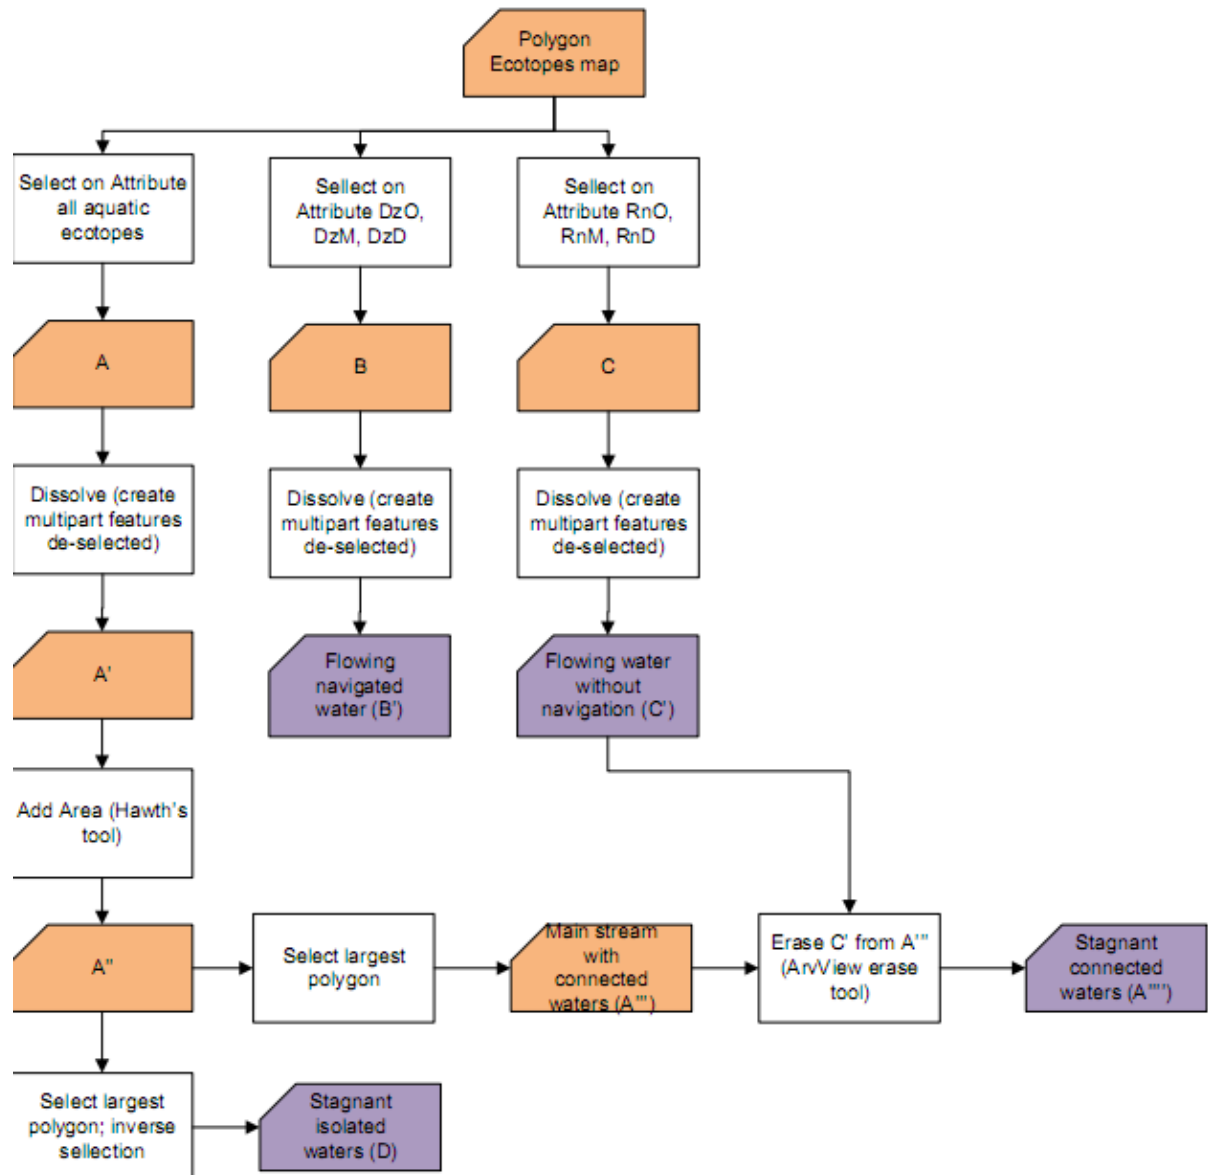 Polygon
Ecotopes map
Select on Attribute
all aquatic
ecotopes
Sellect on
Attribute DzO,
DzM, DzD
Sellect on
Attribute RnO,
RnM, RnD
A
B
C
Dissolve (create
multipart features
de-selected)
Dissolve (create
multipart features
de-selected)
Dissolve (create
multipart features
de-selected)
A'
Flowing
navigated
water (B')
Flowing water
without
navigation (C')
Add Area (Hawth's
tool)
A''
Select largest
polygon
Main stream
with
connected
waters (A''')
Erase C' from A'''
(ArvView erase
tool)
Stagnant
connected
waters (A'''')
Select largest
polygon; inverse
sellection
Stagnant
isolated
waters (D)